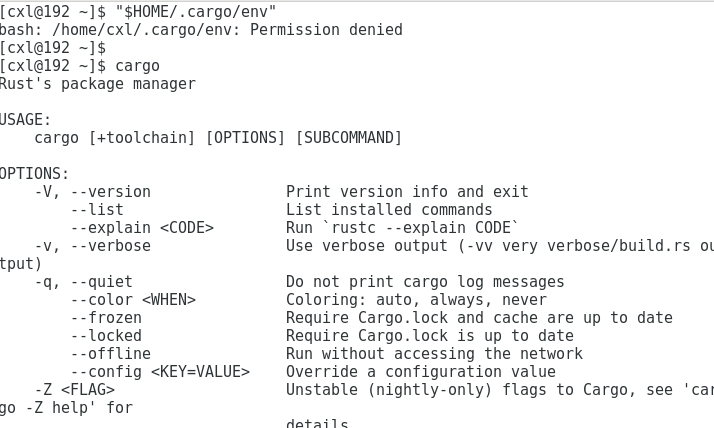 [cxl@192 ~]$ "$HOME/.cargo/env"
bash: /home/cxl/.cargo/env: Permission denied
[cxl@192 ~]$
[cxl@192 ~]$ cargo
Rust's package manager
USAGE:
    cargo [+toolchain] [OPTIONS] [SUBCOMMAND]
OPTIONS:
    -V, --version               Print version info and exit
        --list                  List installed commands
        --explain <CODE>        Run `rustc --explain CODE`
    -v, --verbose               Use verbose output (-vv very verbose/build.rs ou
tput)
    -q, --quiet                 Do not print cargo log messages
        --color <WHEN>          Coloring: auto, always, never
        --frozen                Require Cargo.lock and cache are up to date
        --locked                Require Cargo.lock is up to date
        --offline               Run without accessing the network
        --config <KEY=VALUE>    Override a configuration value
    -Z <FLAG>                   Unstable (nightly-only) flags to Cargo, see 'car
go -Z help' for
                                details